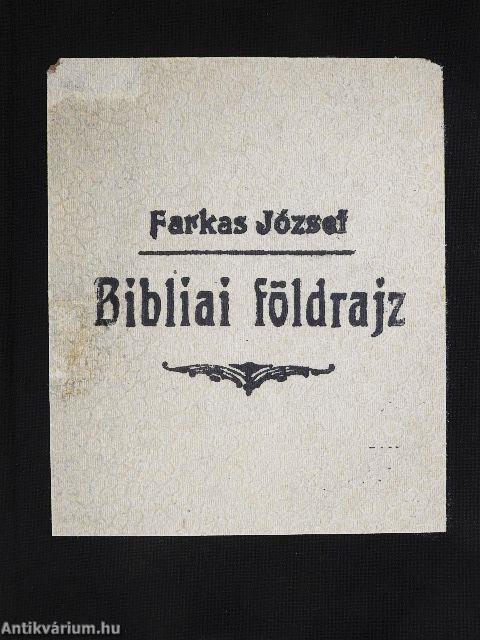 Farkas József
Bibliai földrajz
Antikvárium.hu